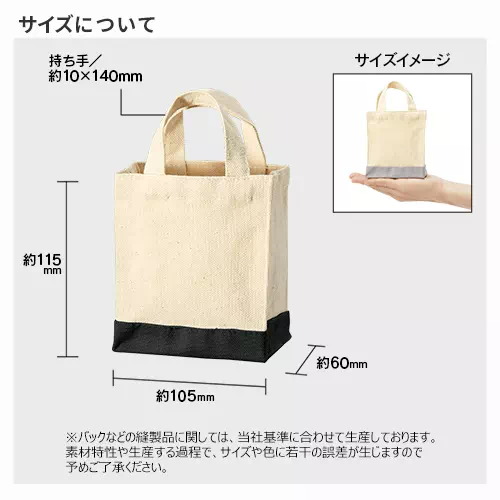 サイズについて
持ち手／
約10×140mm
サイズイメージ
約115
mm
約60mm
約105mm
※バックなどの縫製品に関しては、当社基準に合わせて生産しております。
素材特性や生産する過程で、サイズや色に若干の誤差が生じますので
予めご了承ください。